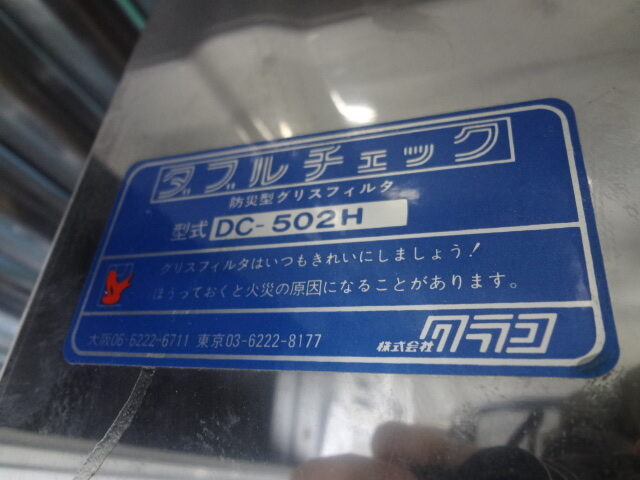 ダブルチェック
防災型グリスフィルタ
型式 DC-502H
グリスフィルタはいつもきれいにしましょう!
ほうっておくと火災の原因になることがあります。
大阪06-6222-6711 東京03-6222-8177
株式会社 クラコ